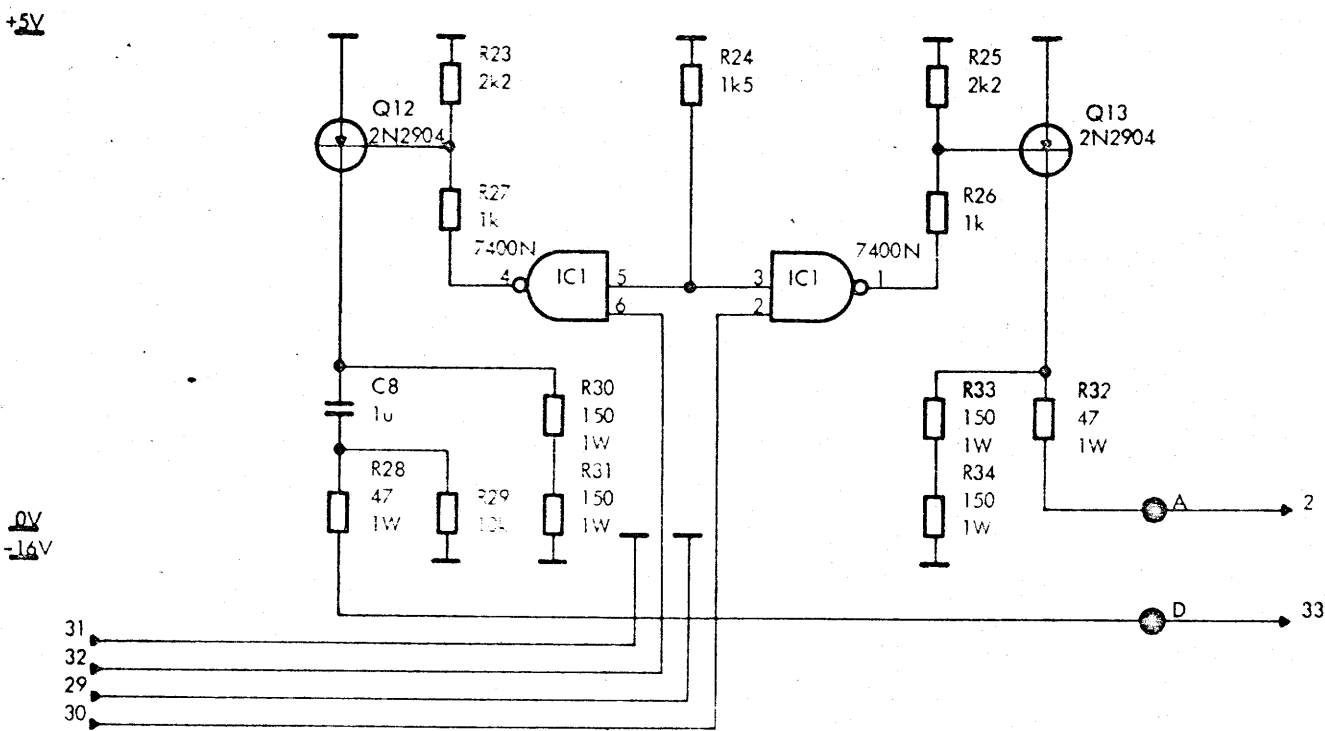 +5V
R23
2k2
R24
1k5
R25
2k2
Q12
2N2904
Q13
2N2904
R27
1k
R26
1k
7400N
7400N
4
IC1
5
6
3
2
IC1
1
C8
1u
R30
150
1W
R33
150
1W
R32
47
1W
R28
47
1W
R29
R31
150
1W
R34
150
1W
0V
-16V
A
2
D
33
31
32
29
30